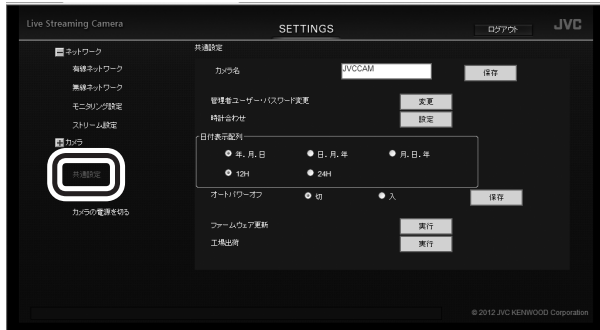 Live Streaming Camera SETTINGS ログアウト JVC
ネットワーク
有線ネットワーク
無線ネットワーク
モニタリング設定
ストリーム設定
カメラ
共通設定
カメラの電源を切る
共通設定
カメラ名 JVCCAM 保存
管理者ユーザー・パスワード変更 変更
時計合わせ 設定
日付表示配列
年.月.日 日.月.年 月.日.年
12H 24H
オートパワーオフ 切 入 保存
ファームウェア更新 実行
工場出荷 実行
© 2012 JVC KENWOOD Corporation